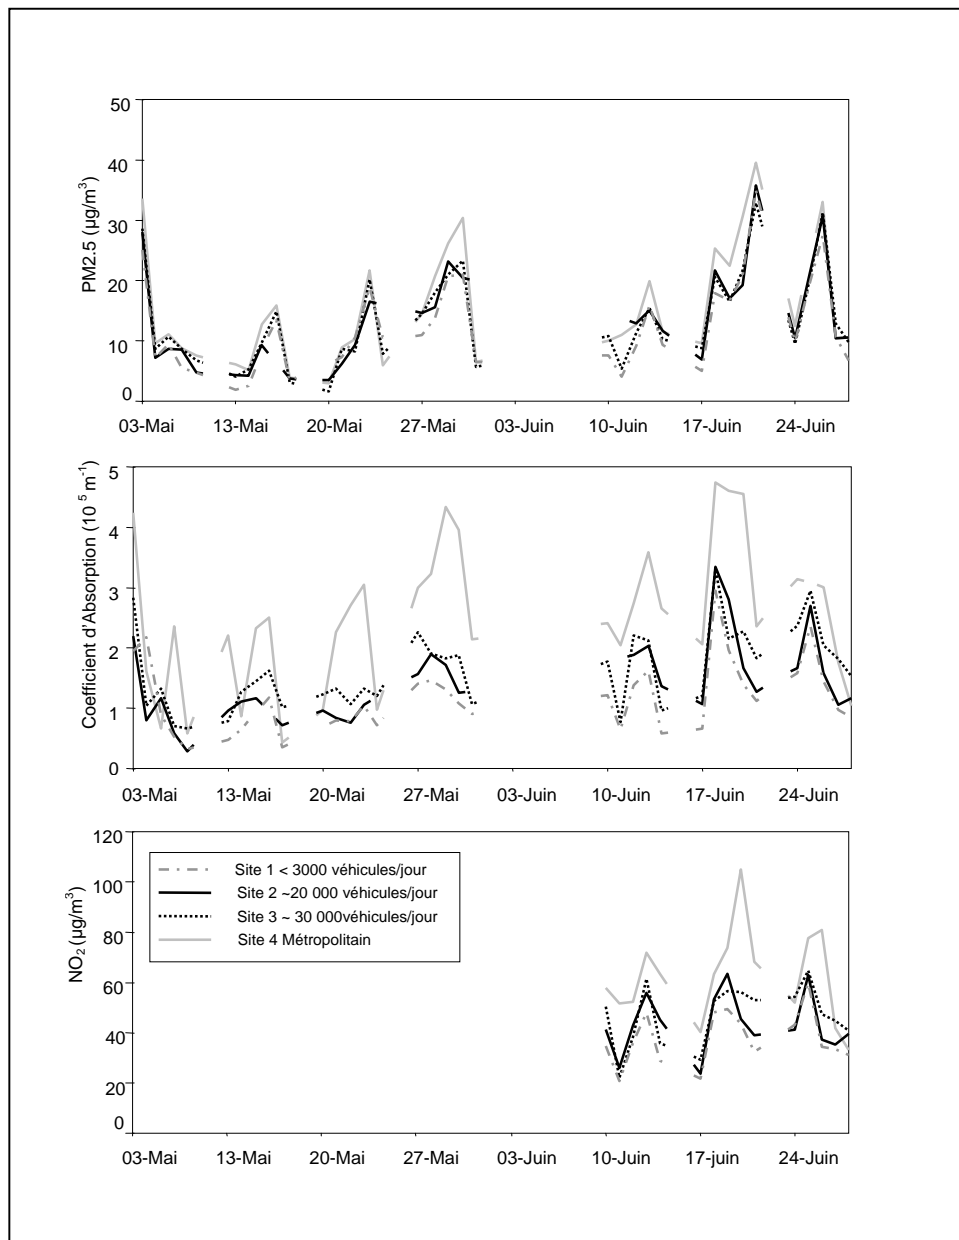 50
40
30
20
10
0
PM2.5 (µg/m³)
03-Mai 13-Mai 20-Mai 27-Mai 03-Juin 10-Juin 17-Juin 24-Juin
5
4
3
2
1
0
Coefficient d'Absorption (10 ⁵ m⁻¹)
03-Mai 13-Mai 20-Mai 27-Mai 03-Juin 10-Juin 17-Juin 24-Juin
120
100
80
60
40
20
0
NO₂ (µg/m³)
Site 1 < 3000 véhicules/jour
Site 2 ~20 000 véhicules/jour
Site 3 ~ 30 000véhicules/jour
Site 4 Métropolitain
03-Mai 13-Mai 20-Mai 27-Mai 03-Juin 10-Juin 17-juin 24-Juin